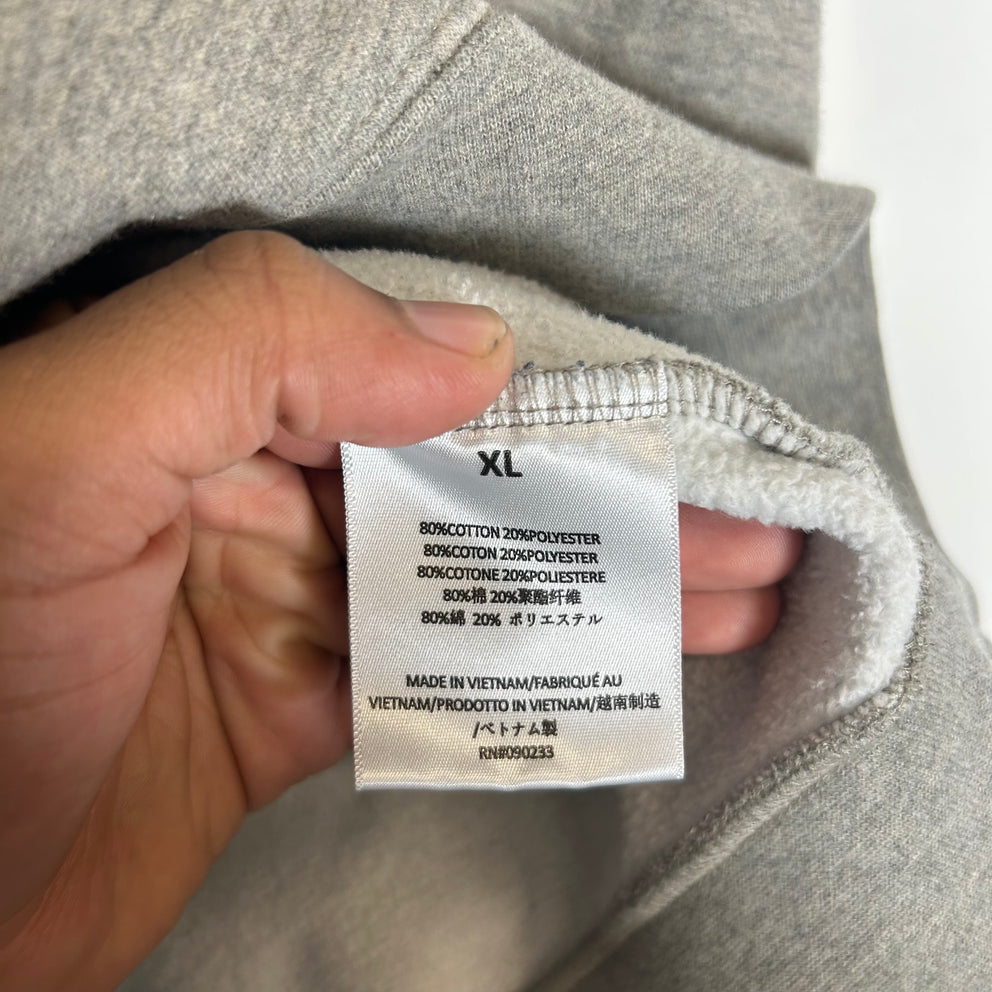 XL
80%COTTON 20%POLYESTER
80%COTON 20%POLYESTER
80%COTONE 20%POLIESTERE
80%棉 20%聚酯纤维
80%綿 20% ポリエステル
MADE IN VIETNAM/FABRIQUÉ AU
VIETNAM/PRODOTTO IN VIETNAM/越南制造
/ベトナム製
RN#090233